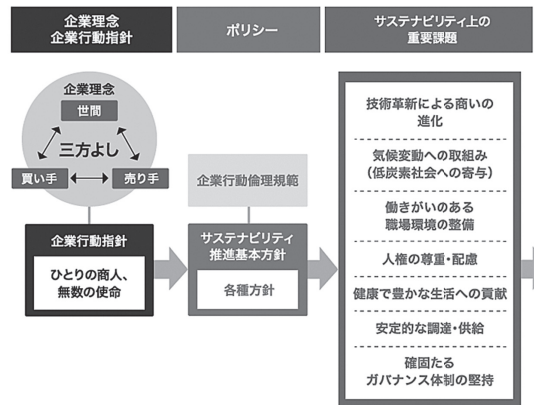 企業理念
企業行動指針
ポリシー
サステナビリティ上の
重要課題
企業理念
世間
三方よし
買い手
売り手
企業行動指針
ひとりの商人、
無数の使命
企業行動倫理規範
サステナビリティ
推進基本方針
各種方針
技術革新による商いの
進化
気候変動への取組み
（低炭素社会への寄与）
働きがいのある
職場環境の整備
人権の尊重・配慮
健康で豊かな生活への貢献
安定的な調達・供給
確固たる
ガバナンス体制の堅持